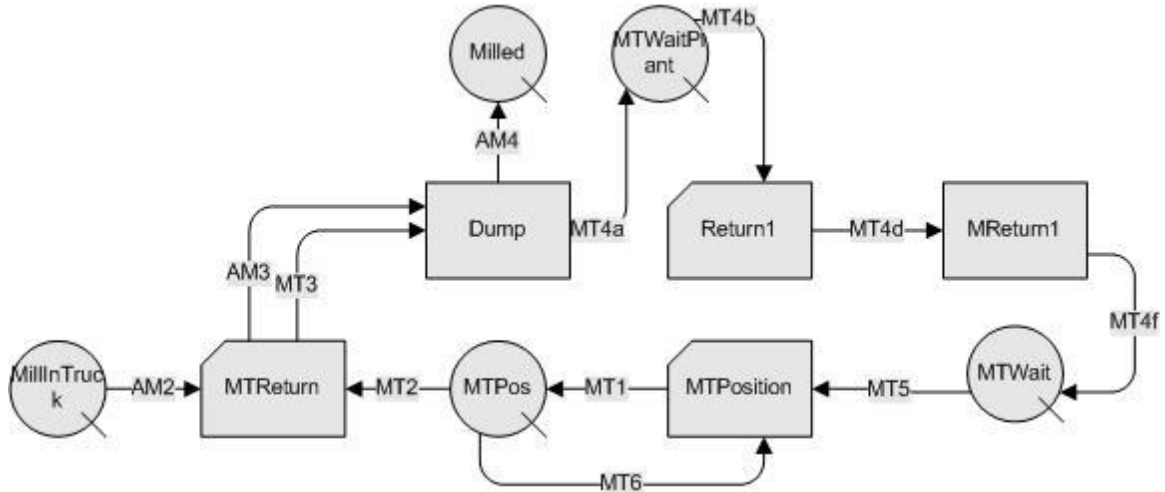 Milled
MTWaitPl
ant
MT4b
AM4
Dump
MT4a
Return1
MT4d
MReturn1
AM3
MT3
MT4f
MillInTruc
k
AM2
MTReturn
MT2
MTPos
MT1
MTPosition
MT5
MTWait
MT6